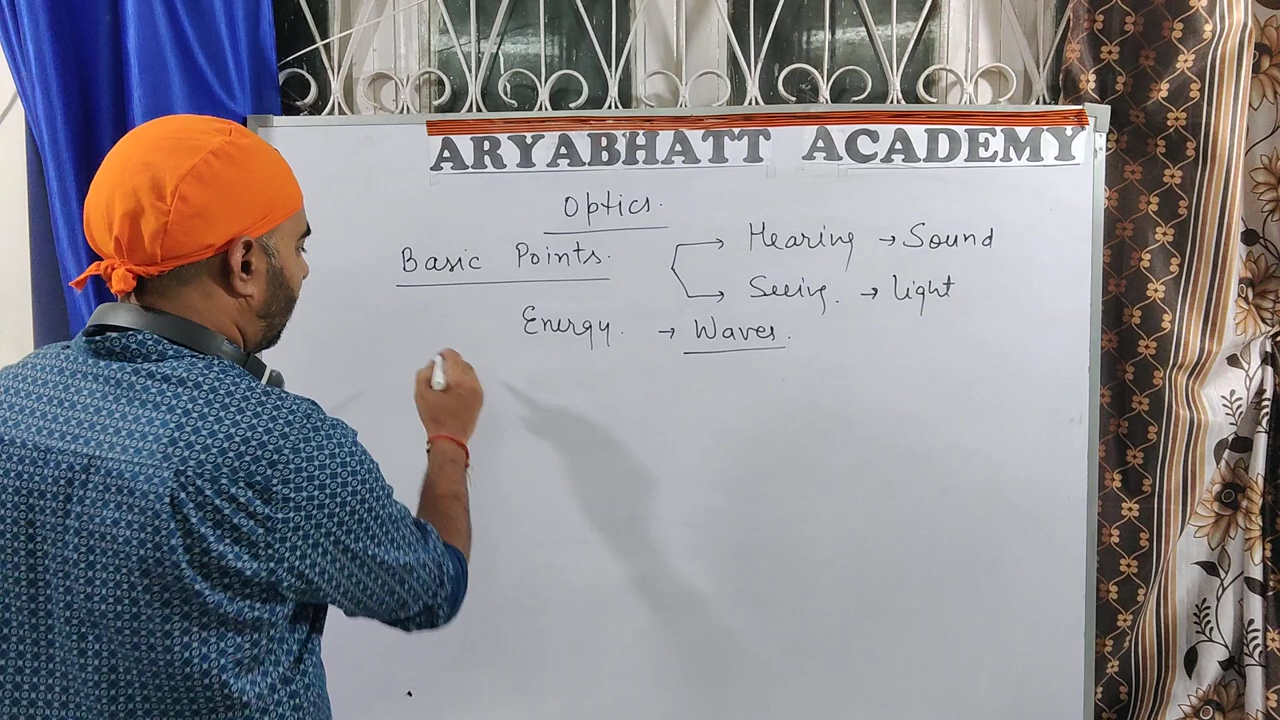 ARYABHATT ACADEMY
Optics.
Basic Points. → Hearing → Sound
→ Seeing. → light
Energy. → Waves.